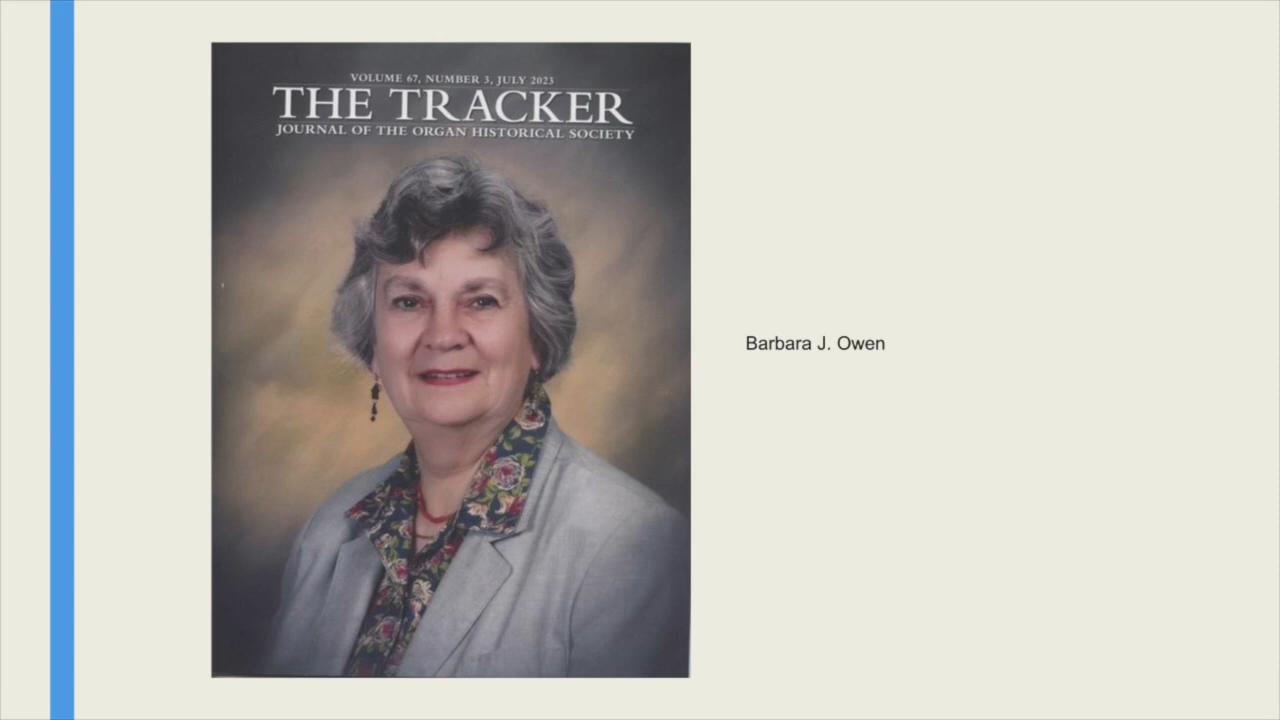 VOLUME 67, NUMBER 3, JULY 2023
THE TRACKER
JOURNAL OF THE ORGAN HISTORICAL SOCIETY
Barbara J. Owen